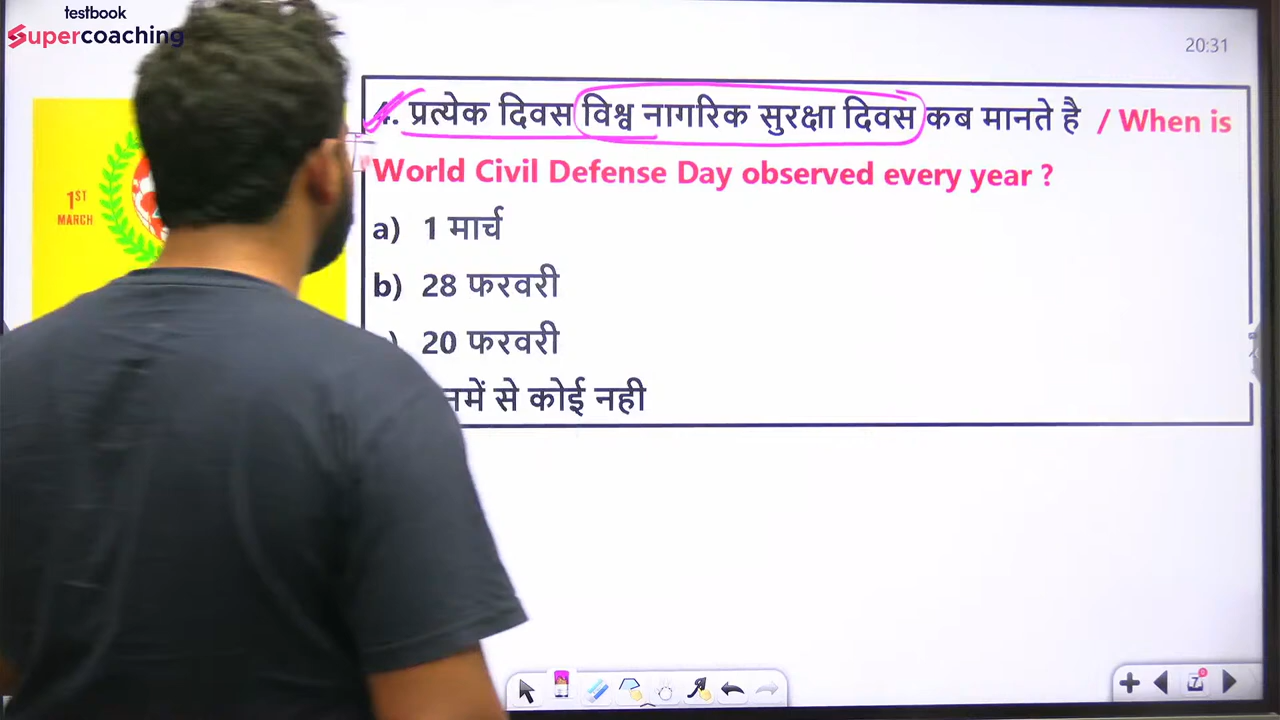 testbook
Supercoaching
20:31
4. प्रत्येक दिवस विश्व नागरिक सुरक्षा दिवस कब मानते है / When is
World Civil Defense Day observed every year ?
1ST
MARCH
a) 1 मार्च
b) 28 फरवरी
20 फरवरी
से कोई नही